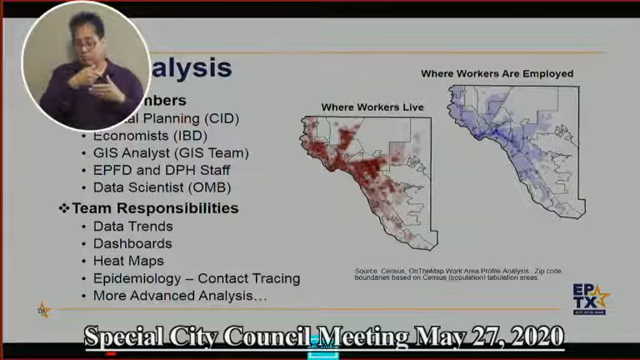 alysis
mbers
al Planning (CID)
Economists (IBD)
GIS Analyst (GIS Team)
EPFD and DPH Staff
Data Scientist (OMB)
Team Responsibilities
Data Trends
Dashboards
Heat Maps
Epidemiology – Contact Tracing
More Advanced Analysis…
Where Workers Are Employed
Where Workers Live
Source: Census, OnTheMap Work Area Profile Analysis…Zip code
boundaries based on Census (population) tabulation areas.
EP
TX
Special City Council Meeting May 27, 2020